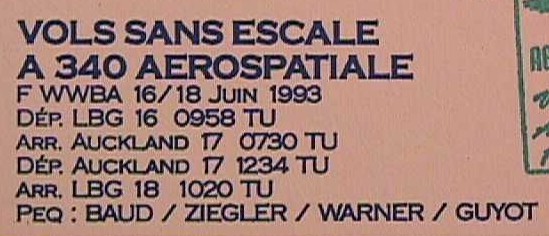 VOLS SANS ESCALE
A 340 AEROSPATIALE
F WWBA 16/18 JUIN 1993
DÉP. LBG 16 0958 TU
ARR. AUCKLAND 17 0730 TU
DÉP. AUCKLAND 17 1234 TU
ARR. LBG 18 1020 TU
PEQ : BAUD / ZIEGLER / WARNER / GUYOT